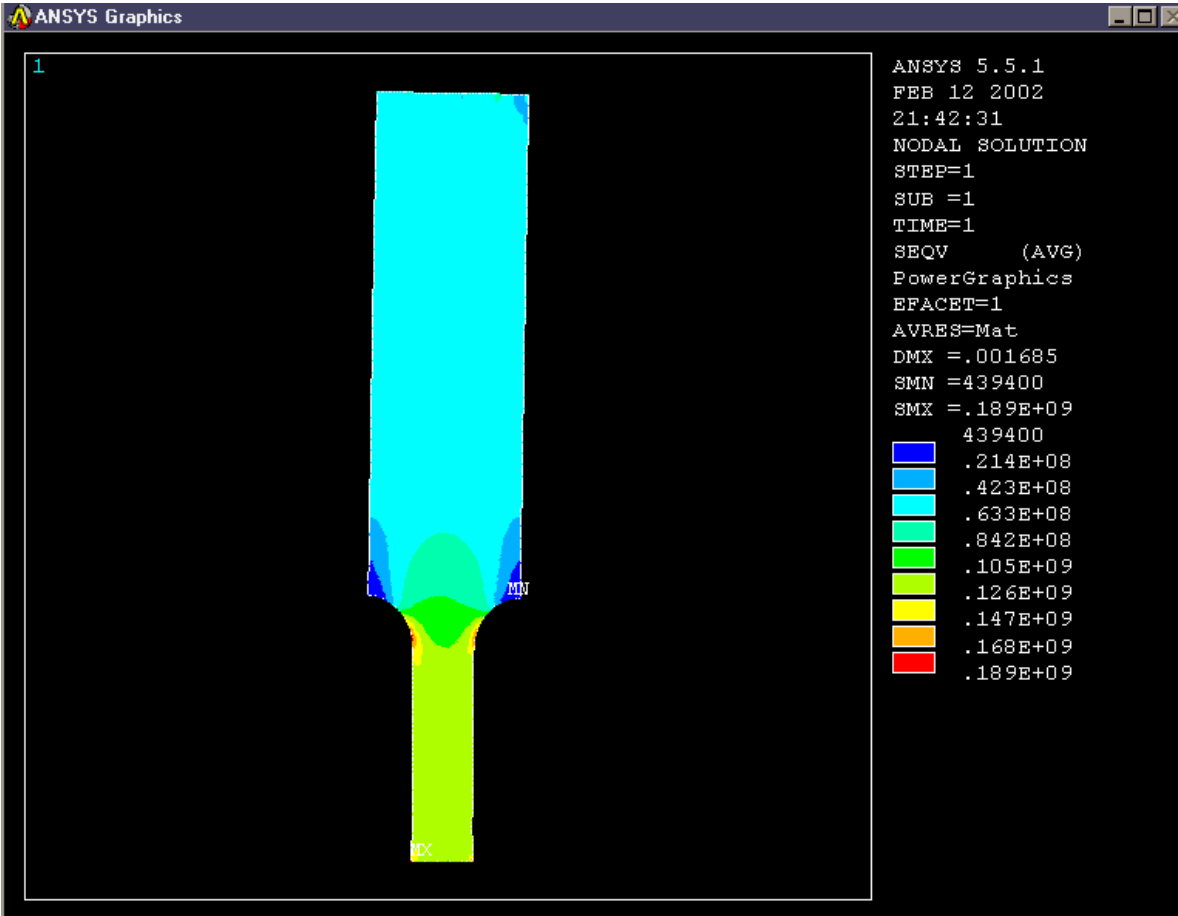 ANSYS Graphics
1
ANSYS 5.5.1
FEB 12 2002
21:42:31
NODAL SOLUTION
STEP=1
SUB =1
TIME=1
SEQV (AVG)
PowerGraphics
EFACET=1
AVRES=Mat
DMX =.001685
SMN =439400
SMX =.189E+09
439400
.214E+08
.423E+08
.633E+08
.842E+08
.105E+09
.126E+09
.147E+09
.168E+09
.189E+09
MN
MX